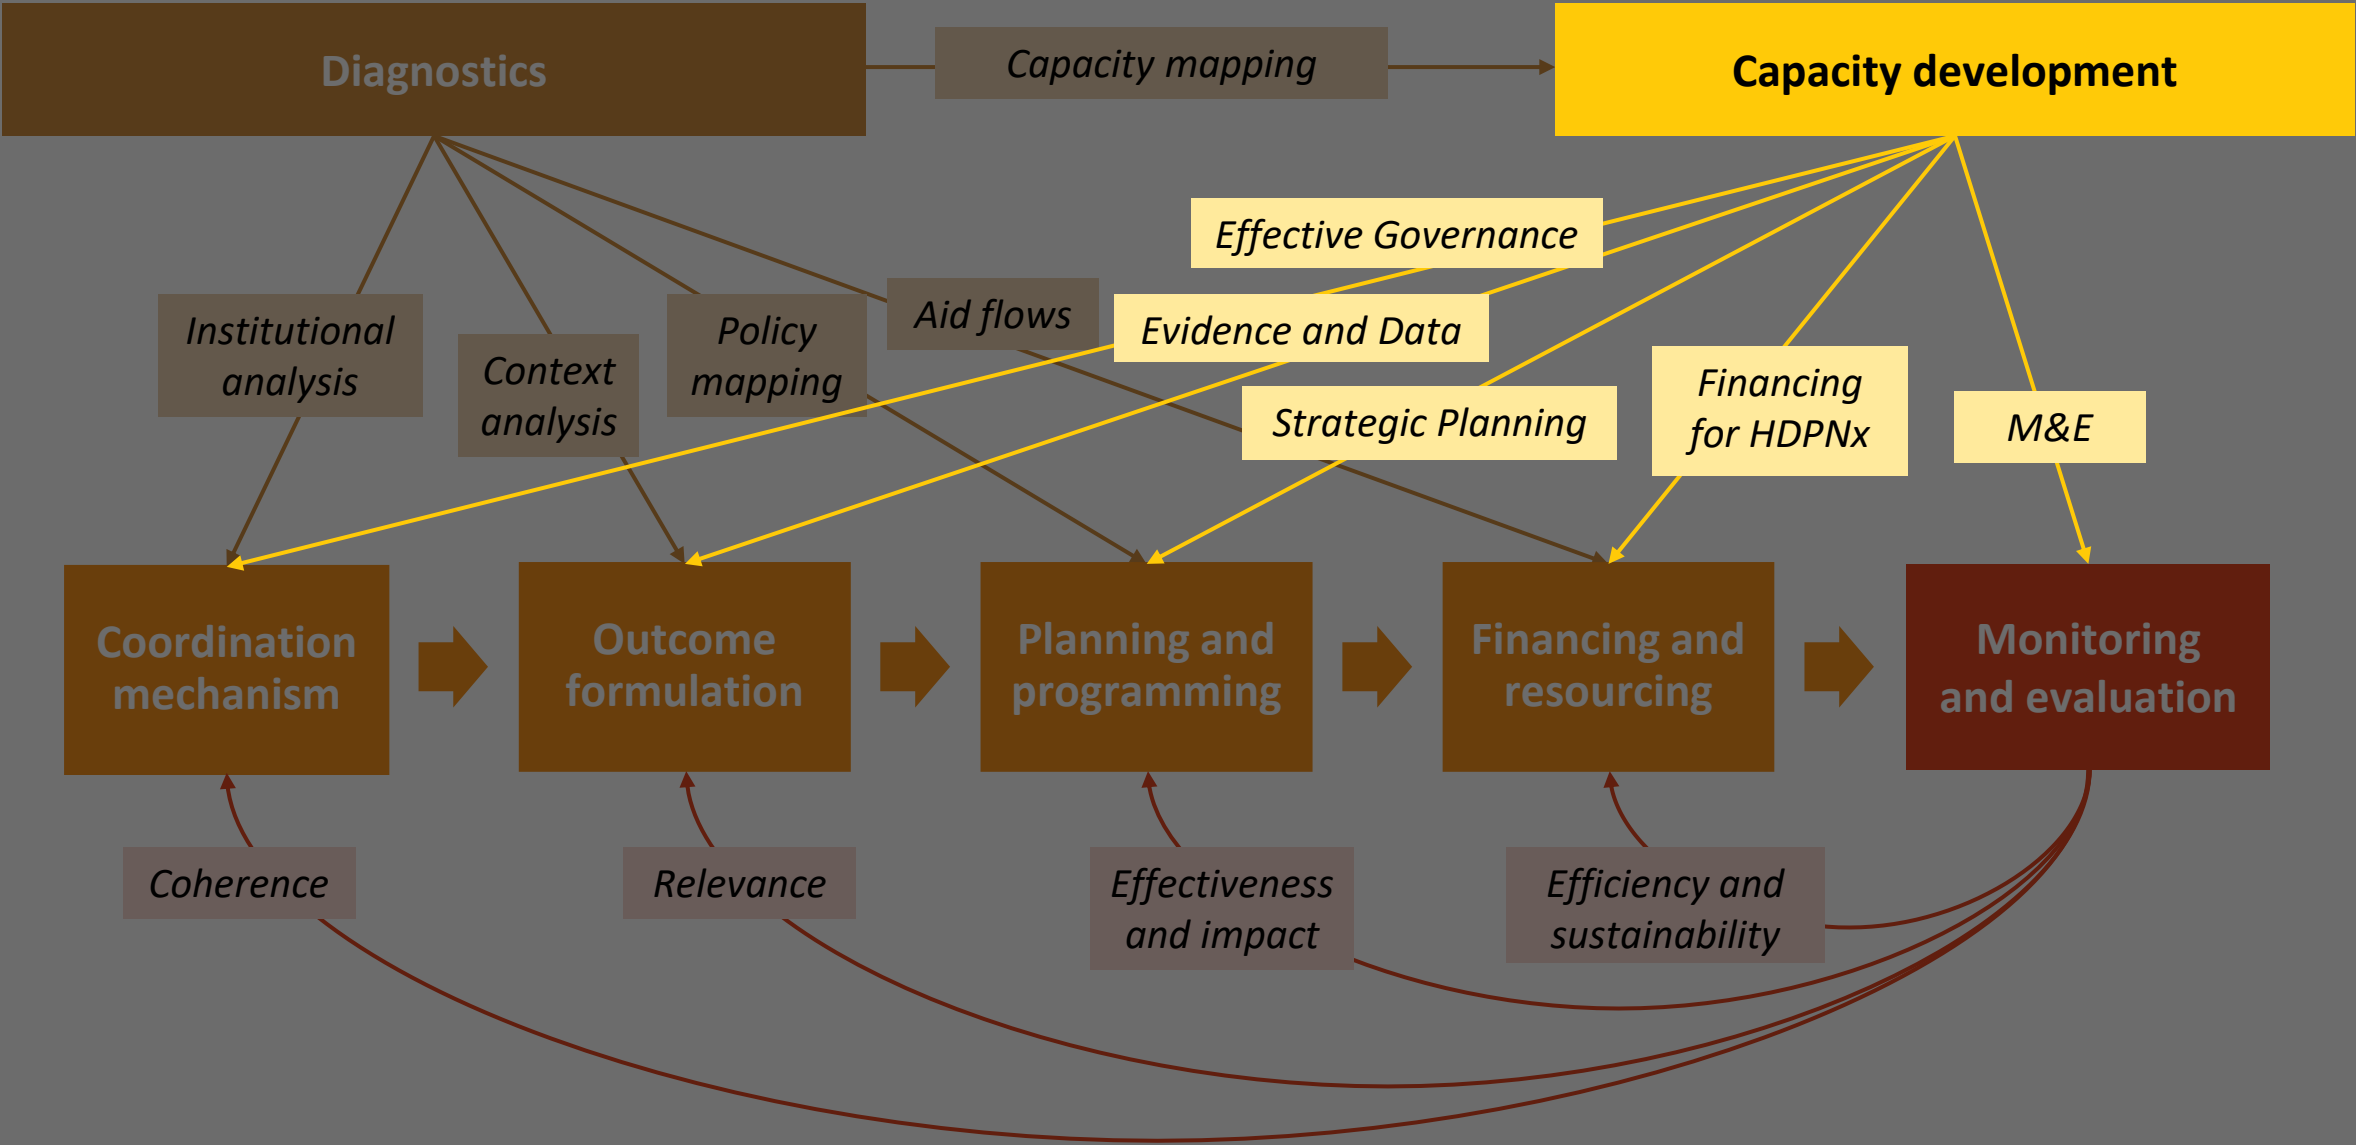 Diagnostics
Capacity mapping
Capacity development
Effective Governance
Institutional
analysis
Context
analysis
Policy
mapping
Aid flows
Evidence and Data
Strategic Planning
Financing
for HDPNx
M&E
Coordination
mechanism
Outcome
formulation
Planning and
programming
Financing and
resourcing
Monitoring
and evaluation
Coherence
Relevance
Effectiveness
and impact
Efficiency and
sustainability